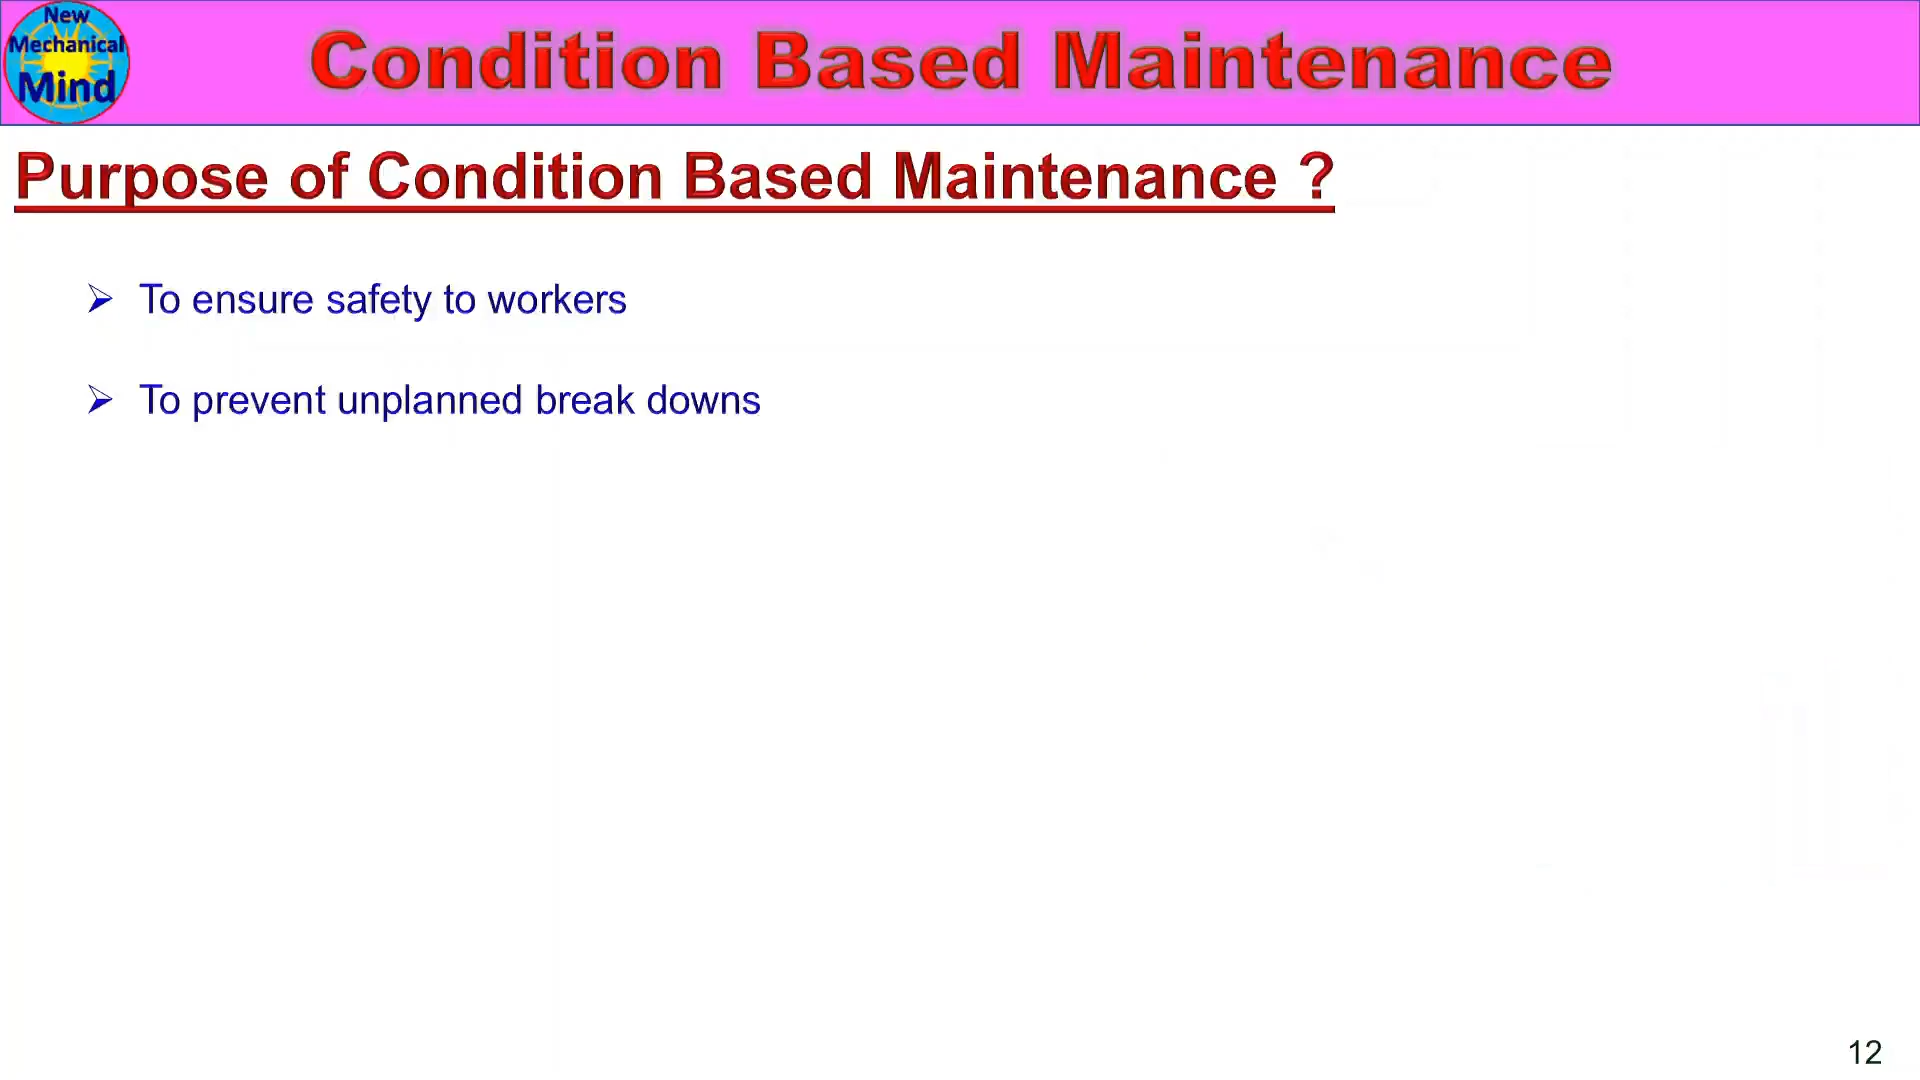 New
Mechanical
Mind
Condition Based Maintenance
Purpose of Condition Based Maintenance ?
➢ To ensure safety to workers
➢ To prevent unplanned break downs
12